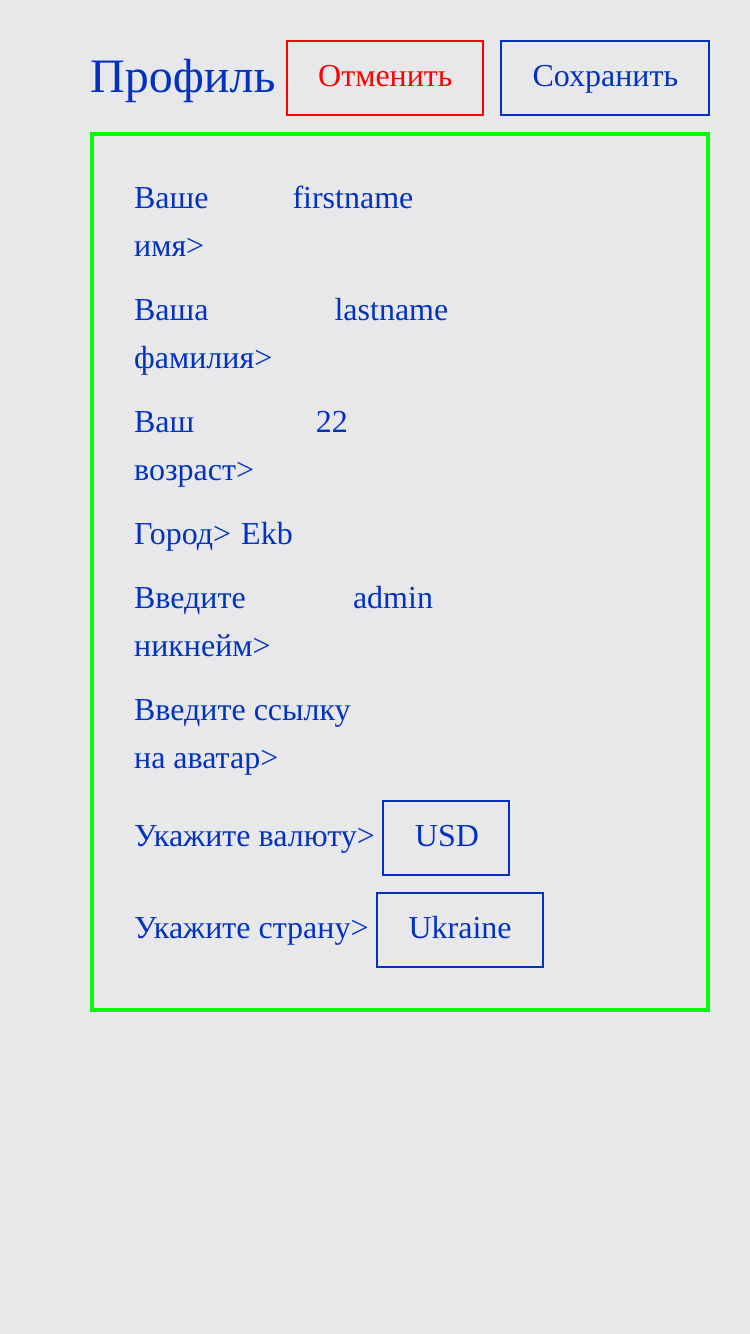 Профиль Отменить Сохранить
Ваше firstname
имя>
Ваша lastname
фамилия>
Ваш 22
возраст>
Город> Ekb
Введите admin
никнейм>
Введите ссылку
на аватар>
Укажите валюту> USD
Укажите страну> Ukraine